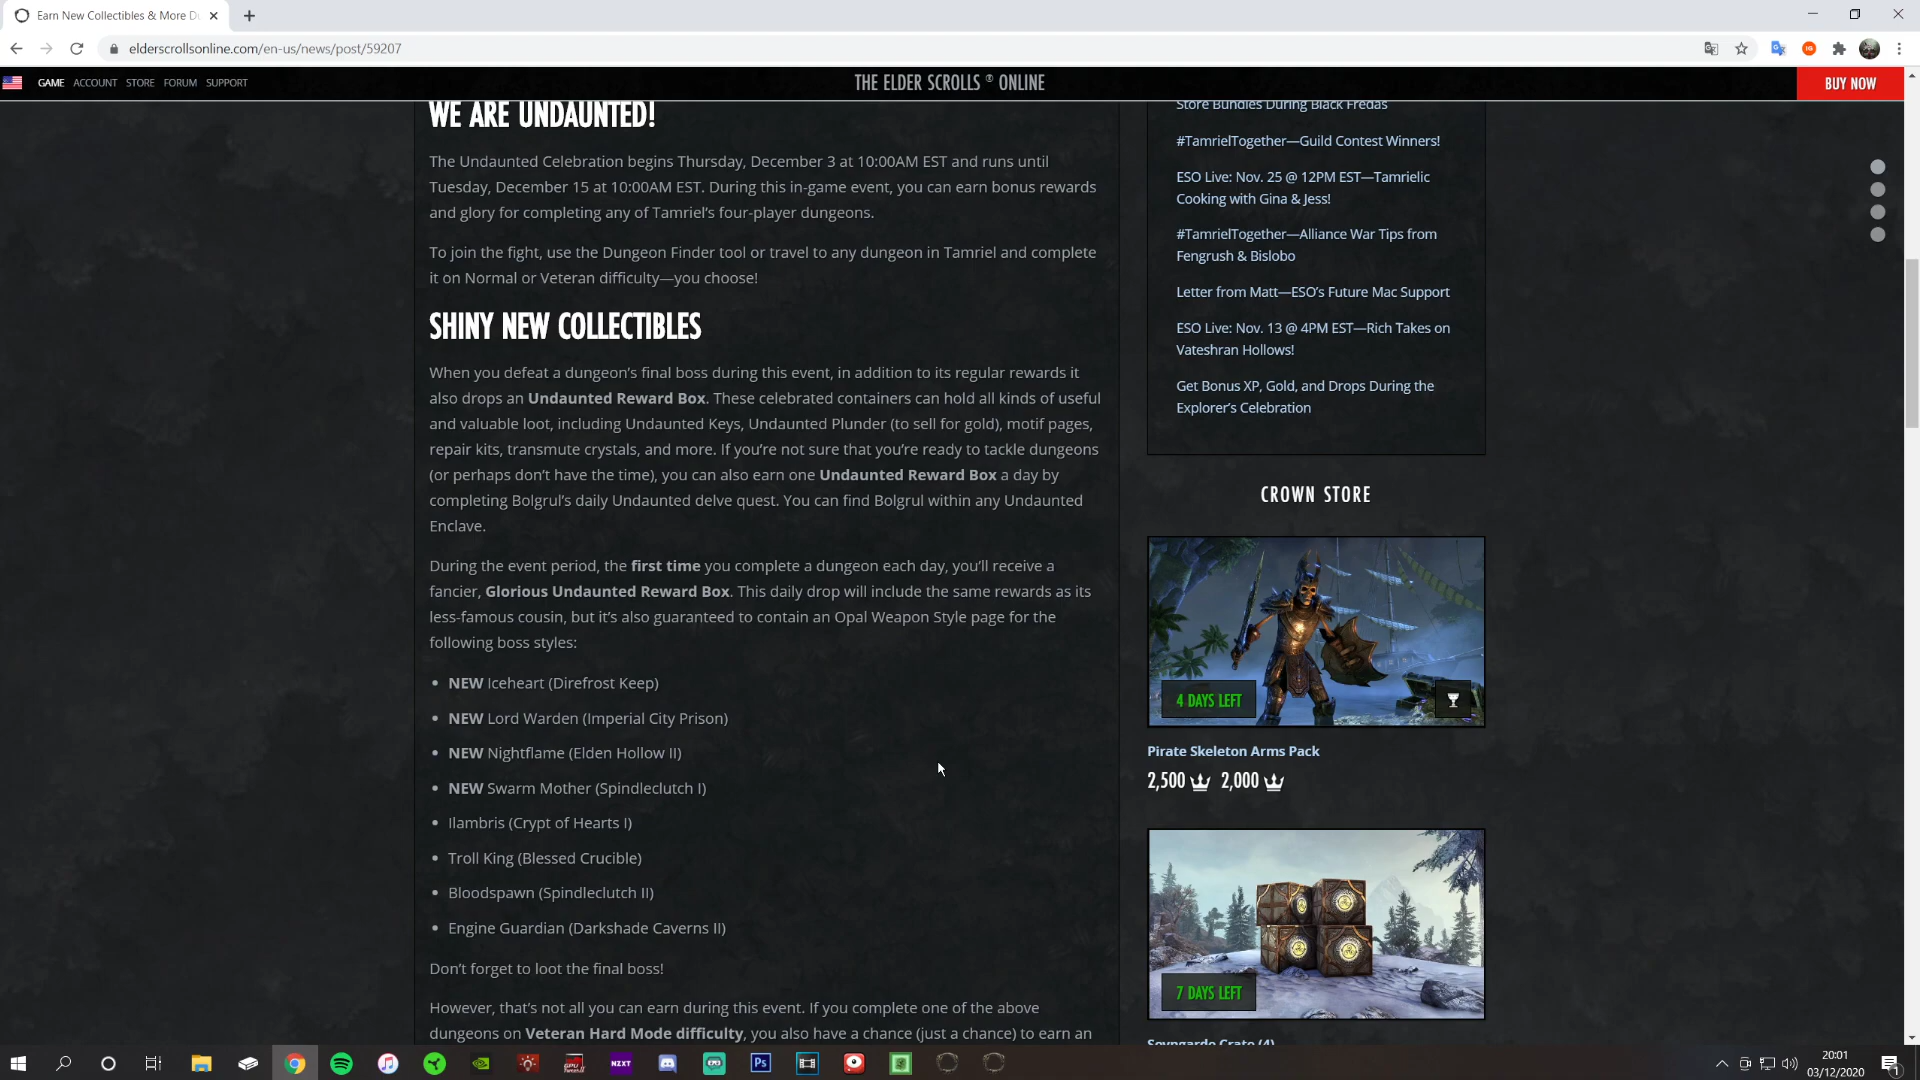 Earn New Collectibles & More D
elderscrollsonline.com/en-us/news/post/59207
GAME ACCOUNT STORE FORUM SUPPORT
THE ELDER SCROLLS ® ONLINE
BUY NOW
WE ARE UNDAUNTED!
The Undaunted Celebration begins Thursday, December 3 at 10:00AM EST and runs until
Tuesday, December 15 at 10:00AM EST. During this in-game event, you can earn bonus rewards
and glory for completing any of Tamriel's four-player dungeons.
To join the fight, use the Dungeon Finder tool or travel to any dungeon in Tamriel and complete
it on Normal or Veteran difficulty—you choose!
SHINY NEW COLLECTIBLES
When you defeat a dungeon's final boss during this event, in addition to its regular rewards it
also drops an Undaunted Reward Box. These celebrated containers can hold all kinds of useful
and valuable loot, including Undaunted Keys, Undaunted Plunder (to sell for gold), motif pages,
repair kits, transmute crystals, and more. If you're not sure that you're ready to tackle dungeons
(or perhaps don't have the time), you can also earn one Undaunted Reward Box a day by
completing Bolgrul's daily Undaunted delve quest. You can find Bolgrul within any Undaunted
Enclave.
During the event period, the first time you complete a dungeon each day, you'll receive a
fancier, Glorious Undaunted Reward Box. This daily drop will include the same rewards as its
less-famous cousin, but it's also guaranteed to contain an Opal Weapon Style page for the
following boss styles:
• NEW Iceheart (Direfrost Keep)
• NEW Lord Warden (Imperial City Prison)
• NEW Nightflame (Elden Hollow II)
• NEW Swarm Mother (Spindleclutch I)
• Ilambris (Crypt of Hearts I)
• Troll King (Blessed Crucible)
• Bloodspawn (Spindleclutch II)
• Engine Guardian (Darkshade Caverns II)
Don't forget to loot the final boss!
However, that's not all you can earn during this event. If you complete one of the above
dungeons on Veteran Hard Mode difficulty, you also have a chance (just a chance) to earn an
Store Bundles During Black Fredas
#TamrielTogether—Guild Contest Winners!
ESO Live: Nov. 25 @ 12PM EST—Tamrielic
Cooking with Gina & Jess!
#TamrielTogether—Alliance War Tips from
Fengrush & Bislobo
Letter from Matt—ESO's Future Mac Support
ESO Live: Nov. 13 @ 4PM EST—Rich Takes on
Vateshran Hollows!
Get Bonus XP, Gold, and Drops During the
Explorer's Celebration
CROWN STORE
4 DAYS LEFT
Pirate Skeleton Arms Pack
2,500 2,000
7 DAYS LEFT
Sovngarde Crate (4)
NZXT
Ps
20:01
03/12/2020
1